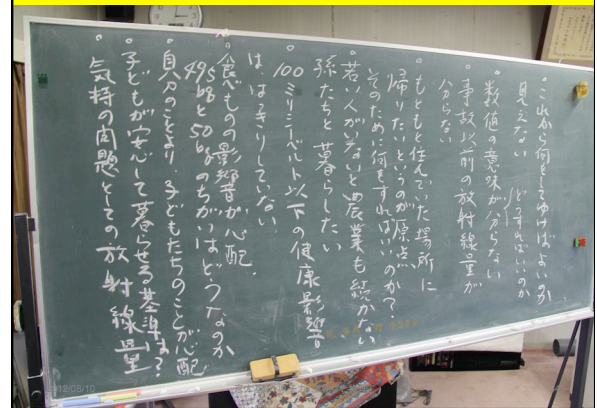 ・これから何をしてゆけばよいのか
見えない どうすればいいのか
・数値の意味が分らない
・事故以前の放射線量が
分らない
・もともと住んでいた場所に
帰りたいというのが原点。
そのために何をすればいいのか?
・若い人がいないと農業も続かない
孫たちと暮らしたい
・100ミリシーベルト以下の健康影響
は、はっきりしていない
・食べものの影響が心配、
495bqと50bqのちがいはどうなのか
・自分のことより、子どもたちのことが心配
・子どもが安心して暮らせる基準は?
・気持の問題としての放射線量
12/08/10